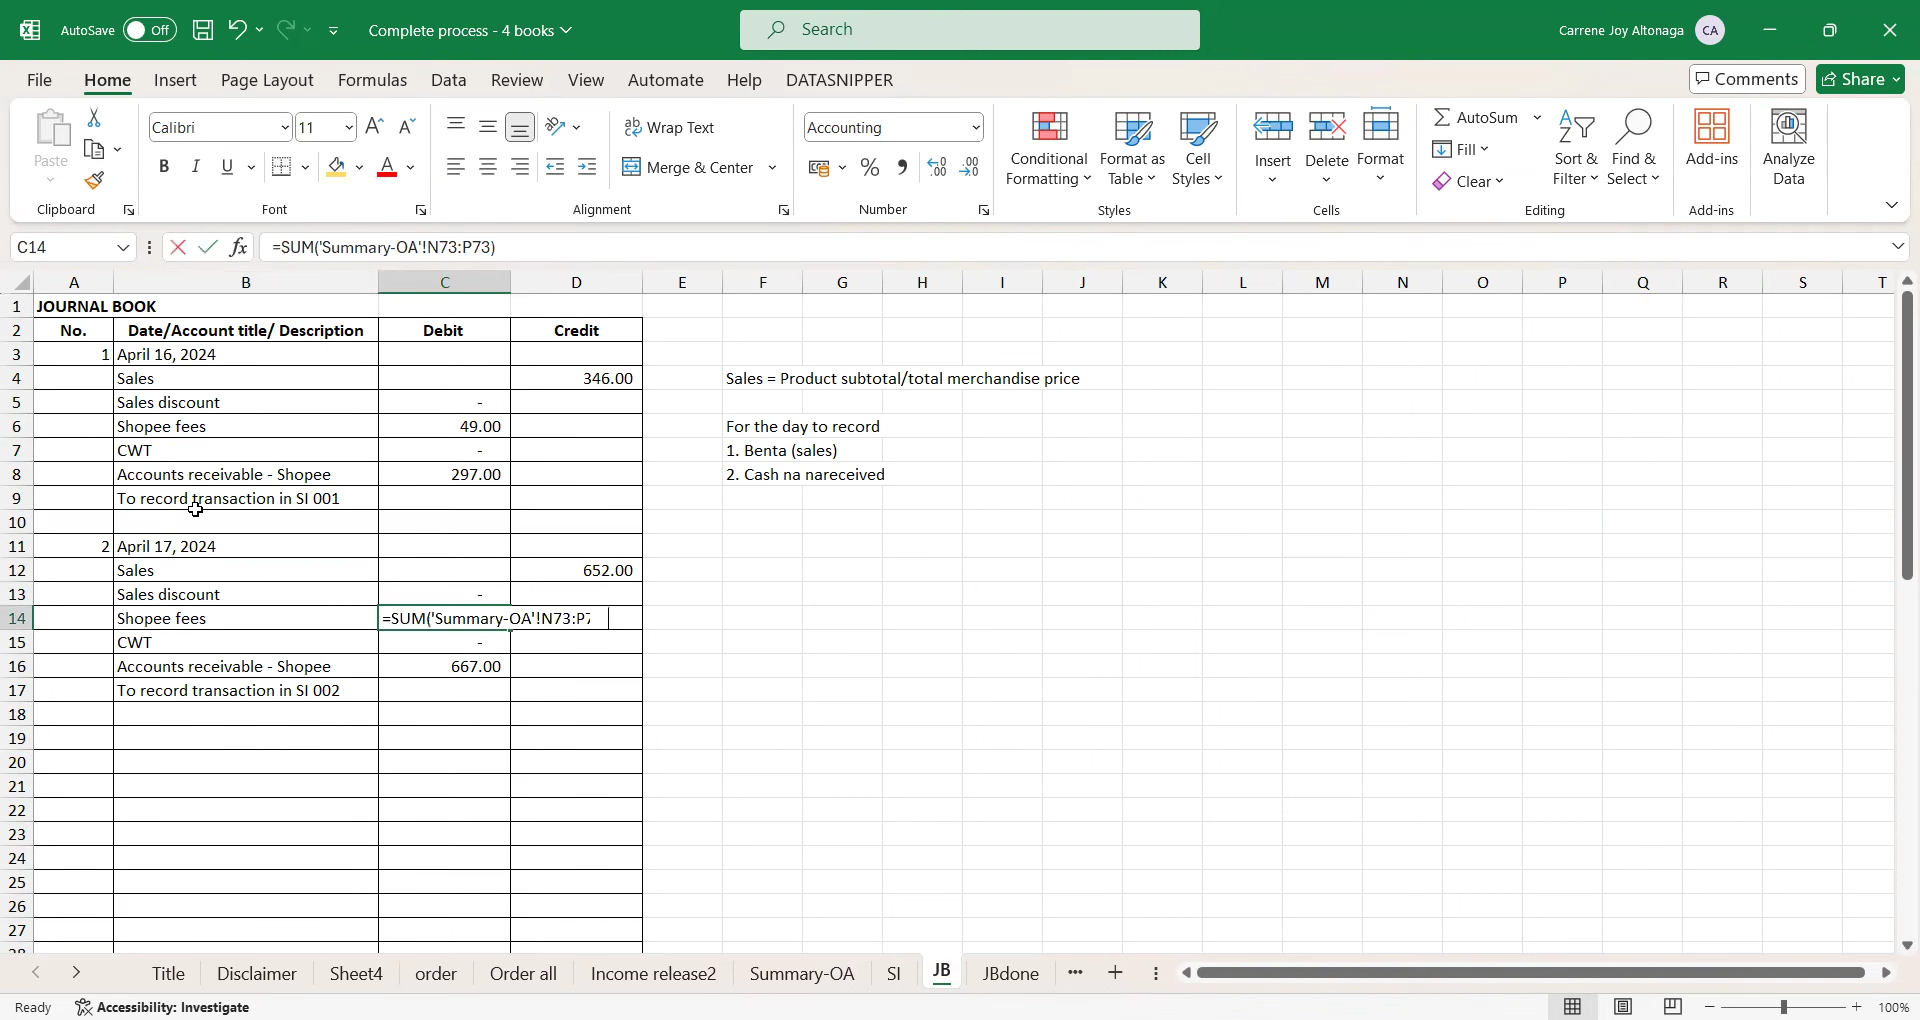 AutoSave Off Complete process - 4 books Search Carrene Joy Altonaga CA
File Home Insert Page Layout Formulas Data Review View Automate Help DATASNIPPER Comments Share
Paste Calibri 11 Wrap Text Accounting Conditional Formatting Format as Table Cell Styles Insert Delete Format AutoSum Sort & Filter Find & Select Add-ins Analyze Data
B I U A Merge & Center % Fill
Clear
Clipboard Font Alignment Number Styles Cells Editing Add-ins
C14 fx =SUM('Summary-OA'!N73:P73)
A B C D E F G H I J K L M N O P Q R S T
1 JOURNAL BOOK
2 No. Date/Account title/ Description Debit Credit
3 1 April 16, 2024
4 Sales 346.00 Sales = Product subtotal/total merchandise price
5 Sales discount -
6 Shopee fees 49.00 For the day to record
7 CWT - 1. Benta (sales)
8 Accounts receivable - Shopee 297.00 2. Cash na nareceived
9 To record transaction in SI 001
10
11 2 April 17, 2024
12 Sales 652.00
13 Sales discount -
14 Shopee fees =SUM('Summary-OA'!N73:P7
15 CWT -
16 Accounts receivable - Shopee 667.00
17 To record transaction in SI 002
18
19
20
21
22
23
24
25
26
27
Title Disclaimer Sheet4 order Order all Income release2 Summary-OA SI JB JBdone
Ready Accessibility: Investigate 100%